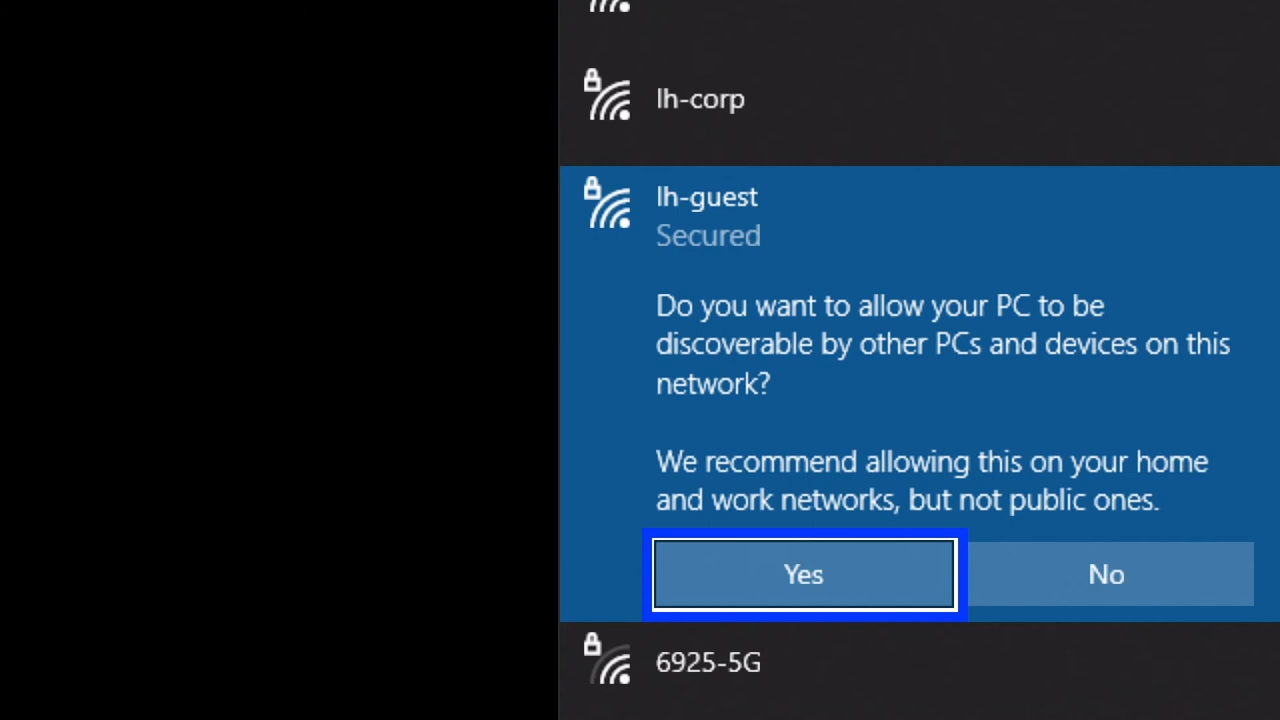 lh-corp
lh-guest
Secured
Do you want to allow your PC to be
discoverable by other PCs and devices on this
network?
We recommend allowing this on your home
and work networks, but not public ones.
Yes No
6925-5G